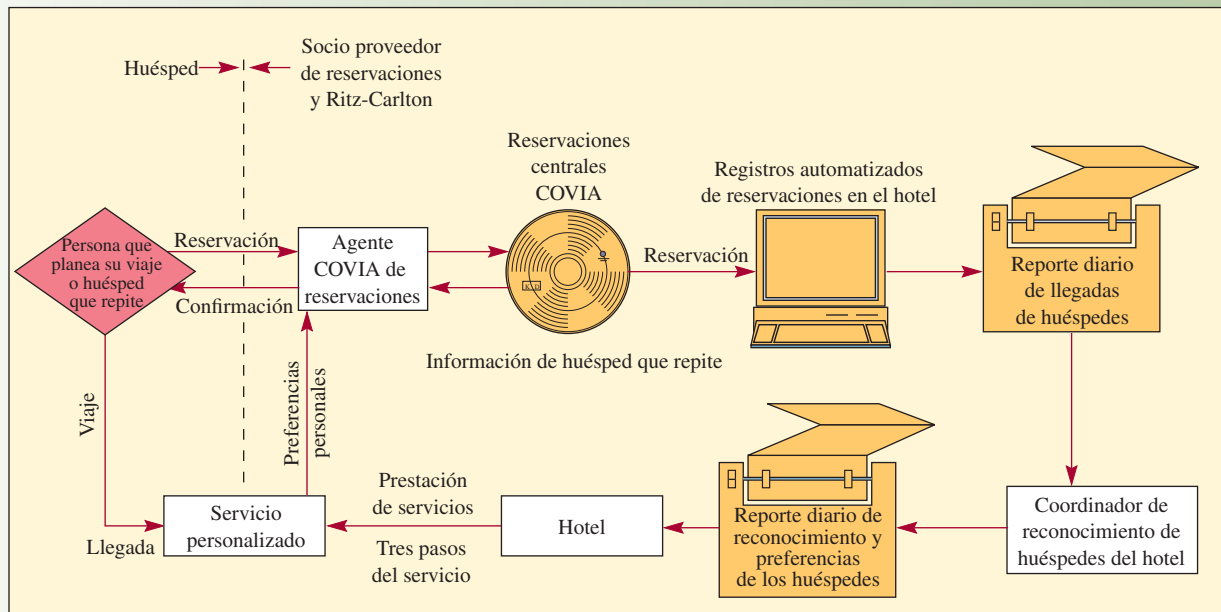 Huésped
Socio proveedor
de reservaciones
y Ritz-Carlton
Reservaciones
centrales
COVIA
Registros automatizados
de reservaciones en el hotel
Persona que
planea su viaje
o huésped
que repite
Reservación
Confirmación
Agente
COVIA de
reservaciones
Reservación
Reporte diario
de llegadas
de huéspedes
Información de huésped que repite
Viaje
Preferencias
personales
Llegada
Servicio
personalizado
Prestación
de servicios
Tres pasos
del servicio
Hotel
Reporte diario de
reconocimiento y
preferencias
de los huéspedes
Coordinador de
reconocimiento de
huéspedes del hotel